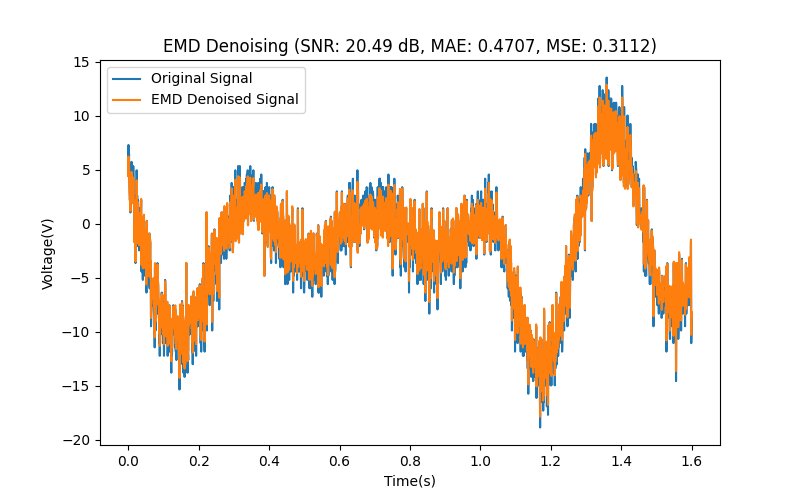 EMD Denoising (SNR: 20.49 dB, MAE: 0.4707, MSE: 0.3112)
Original Signal
EMD Denoised Signal
15
10
5
0
−5
−10
−15
−20
Voltage(V)
0.0 0.2 0.4 0.6 0.8 1.0 1.2 1.4 1.6
Time(s)